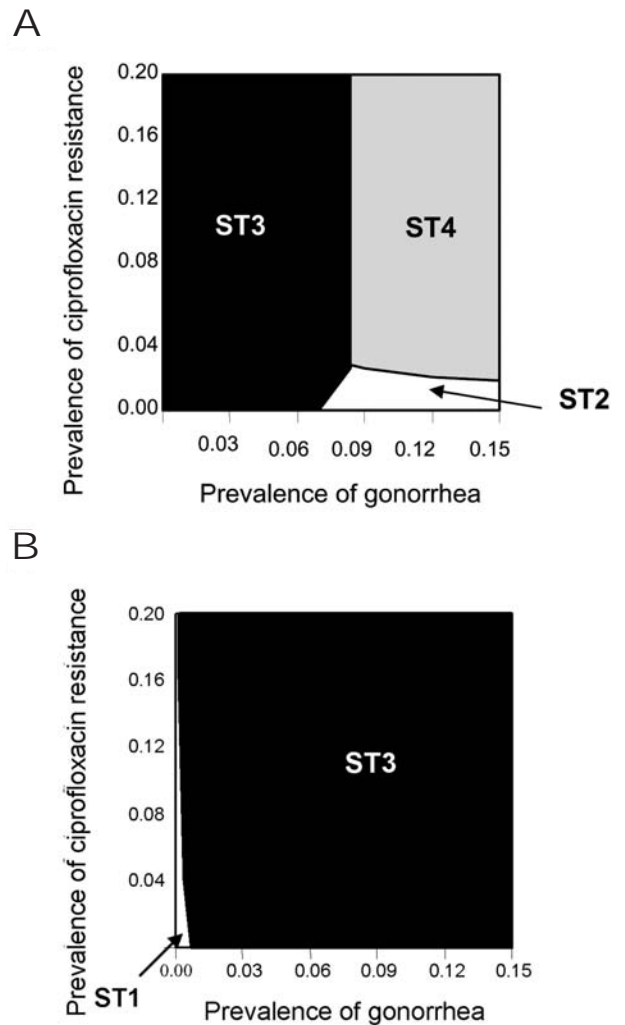 A
Prevalence of ciprofloxacin resistance
0.20
0.16
0.12
0.08
0.04
0.00
ST3
ST4
ST2
0.03 0.06 0.09 0.12 0.15
Prevalence of gonorrhea
B
Prevalence of ciprofloxacin resistance
0.20
0.16
0.12
0.08
0.04
ST3
ST1
0.00 0.03 0.06 0.09 0.12 0.15
Prevalence of gonorrhea